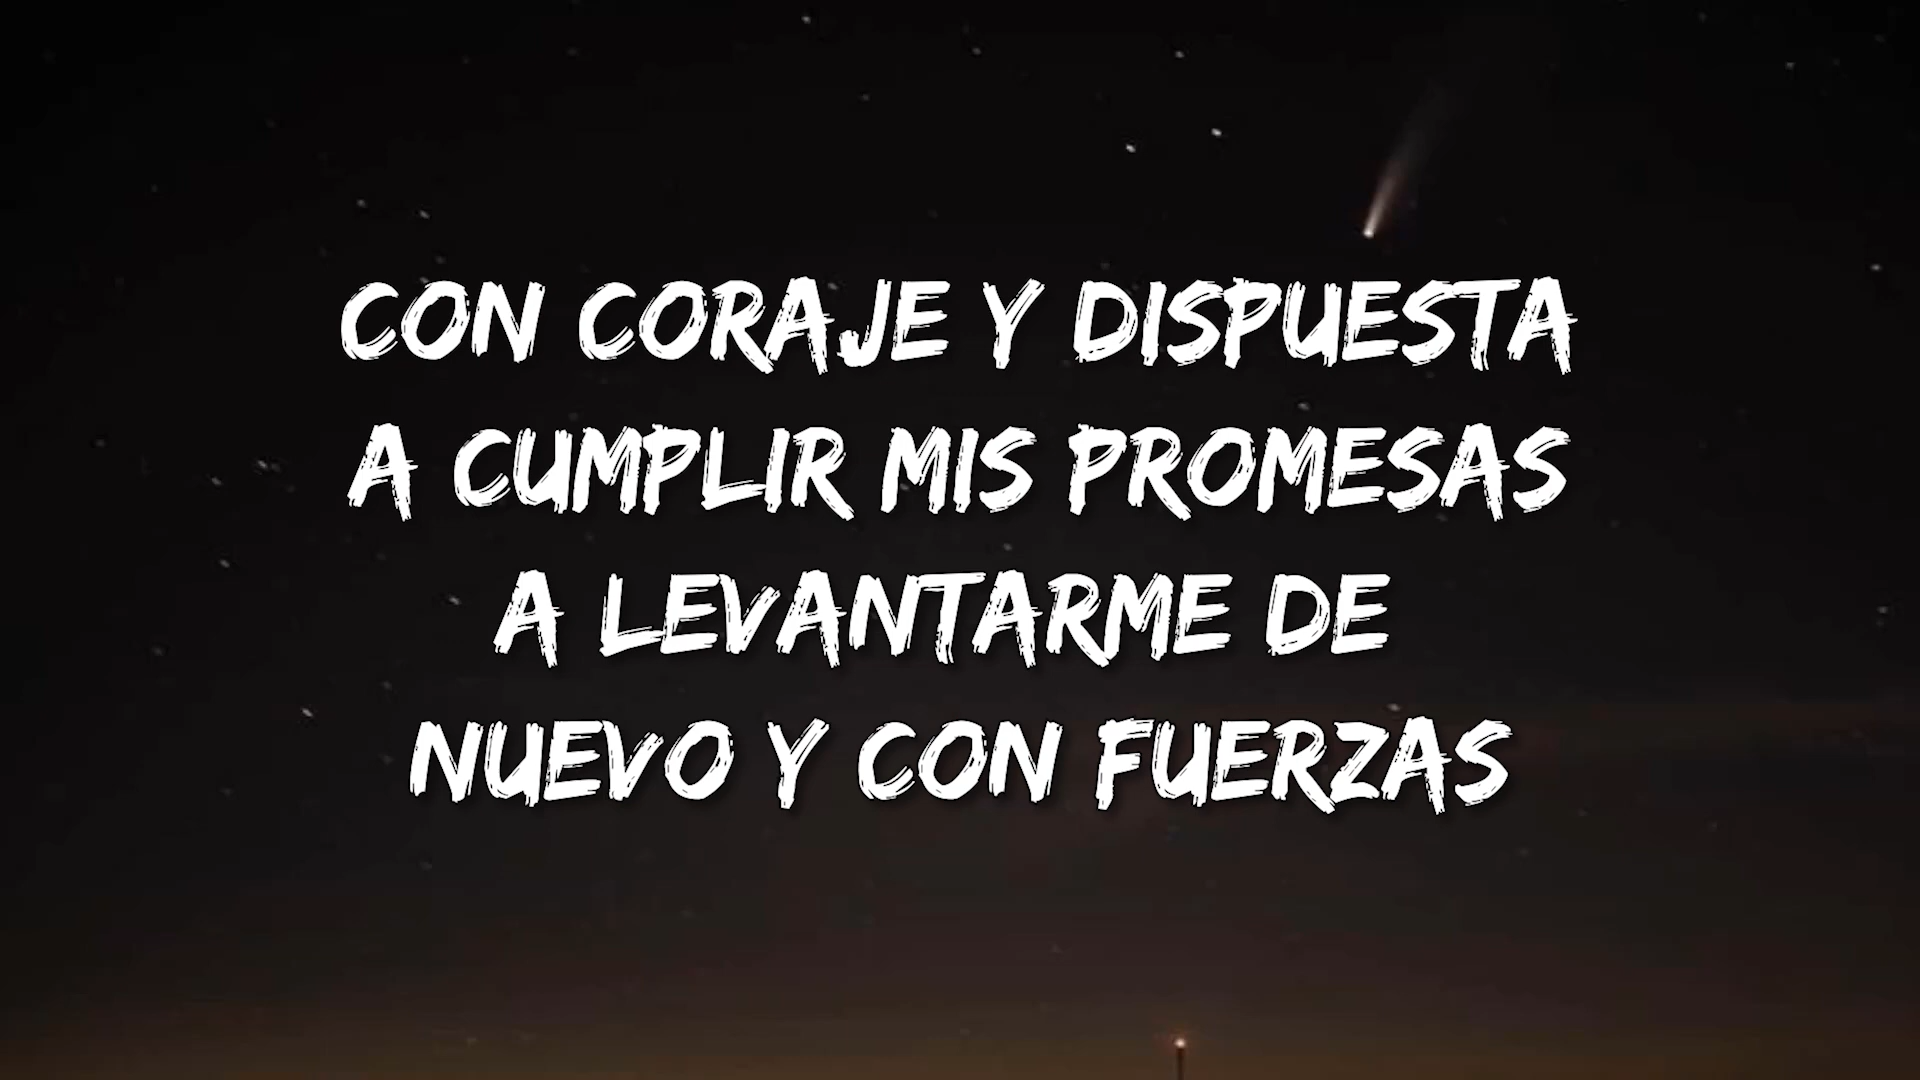 CON CORAJE Y DISPUESTA
A CUMPLIR MIS PROMESAS
A LEVANTARME DE
NUEVO Y CON FUERZAS